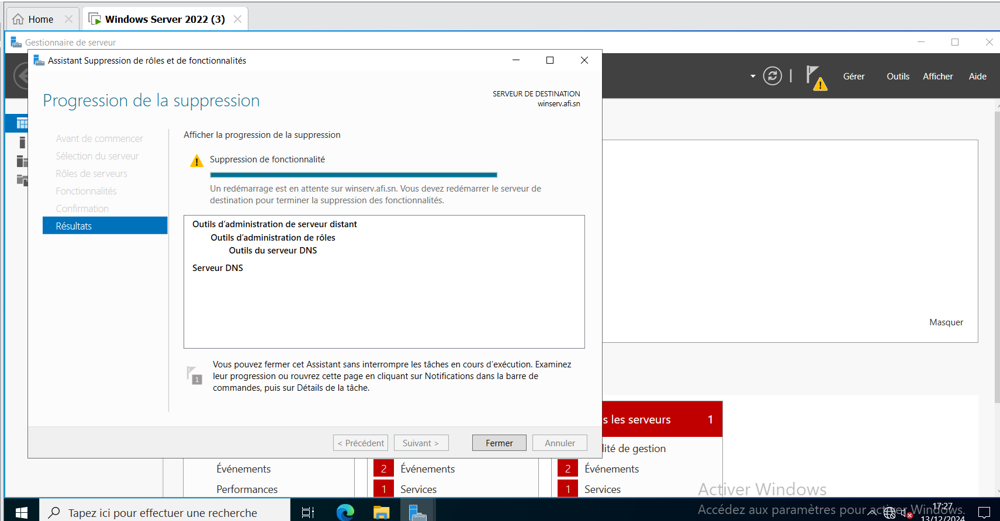 Home
Windows Server 2022 (3)
Gestionnaire de serveur
Assistant Suppression de rôles et de fonctionnalités
Gérer
Outils
Afficher
Aide
Progression de la suppression
SERVEUR DE DESTINATION
winserv.afi.sn
Avant de commencer
Sélection du serveur
Rôles de serveurs
Fonctionnalités
Confirmation
Résultats
Afficher la progression de la suppression
Suppression de fonctionnalité
Un redémarrage est en attente sur winserv.afi.sn. Vous devez redémarrer le serveur de
destination pour terminer la suppression des fonctionnalités.
Outils d'administration de serveur distant
Outils d'administration de rôles
Outils du serveur DNS
Serveur DNS
Masquer
1
Vous pouvez fermer cet Assistant sans interrompre les tâches en cours d'exécution. Examinez
leur progression ou rouvrez cette page en cliquant sur Notifications dans la barre de
commandes, puis sur Détails de la tâche.
< Précédent
Suivant >
Fermer
Annuler
s les serveurs
1
lité de gestion
Événements
2 Événements
2 Événements
Performances
1 Services
1 Services
Activer Windows
Accédez aux paramètres pour activer Windows.
Tapez ici pour effectuer une recherche
17:27
13/12/2024